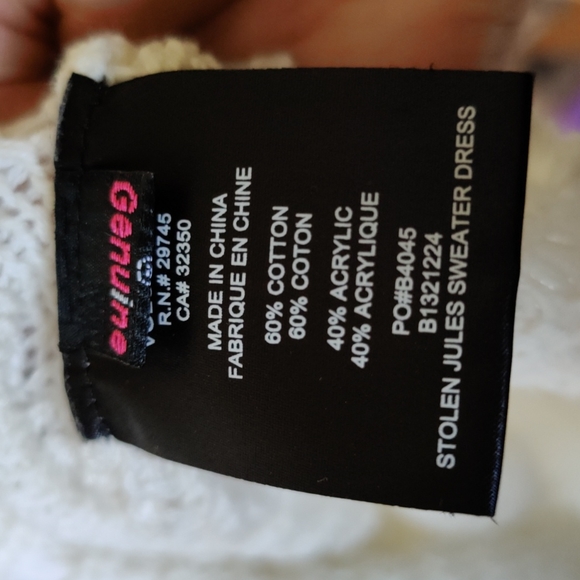 Genuine
R.N.# 29745
CA# 32350
MADE IN CHINA
FABRIQUE EN CHINE
60% COTTON
60% COTON
40% ACRYLIC
40% ACRYLIQUE
PO#B4045
B1321224
STOLEN JULES SWEATER DRESS